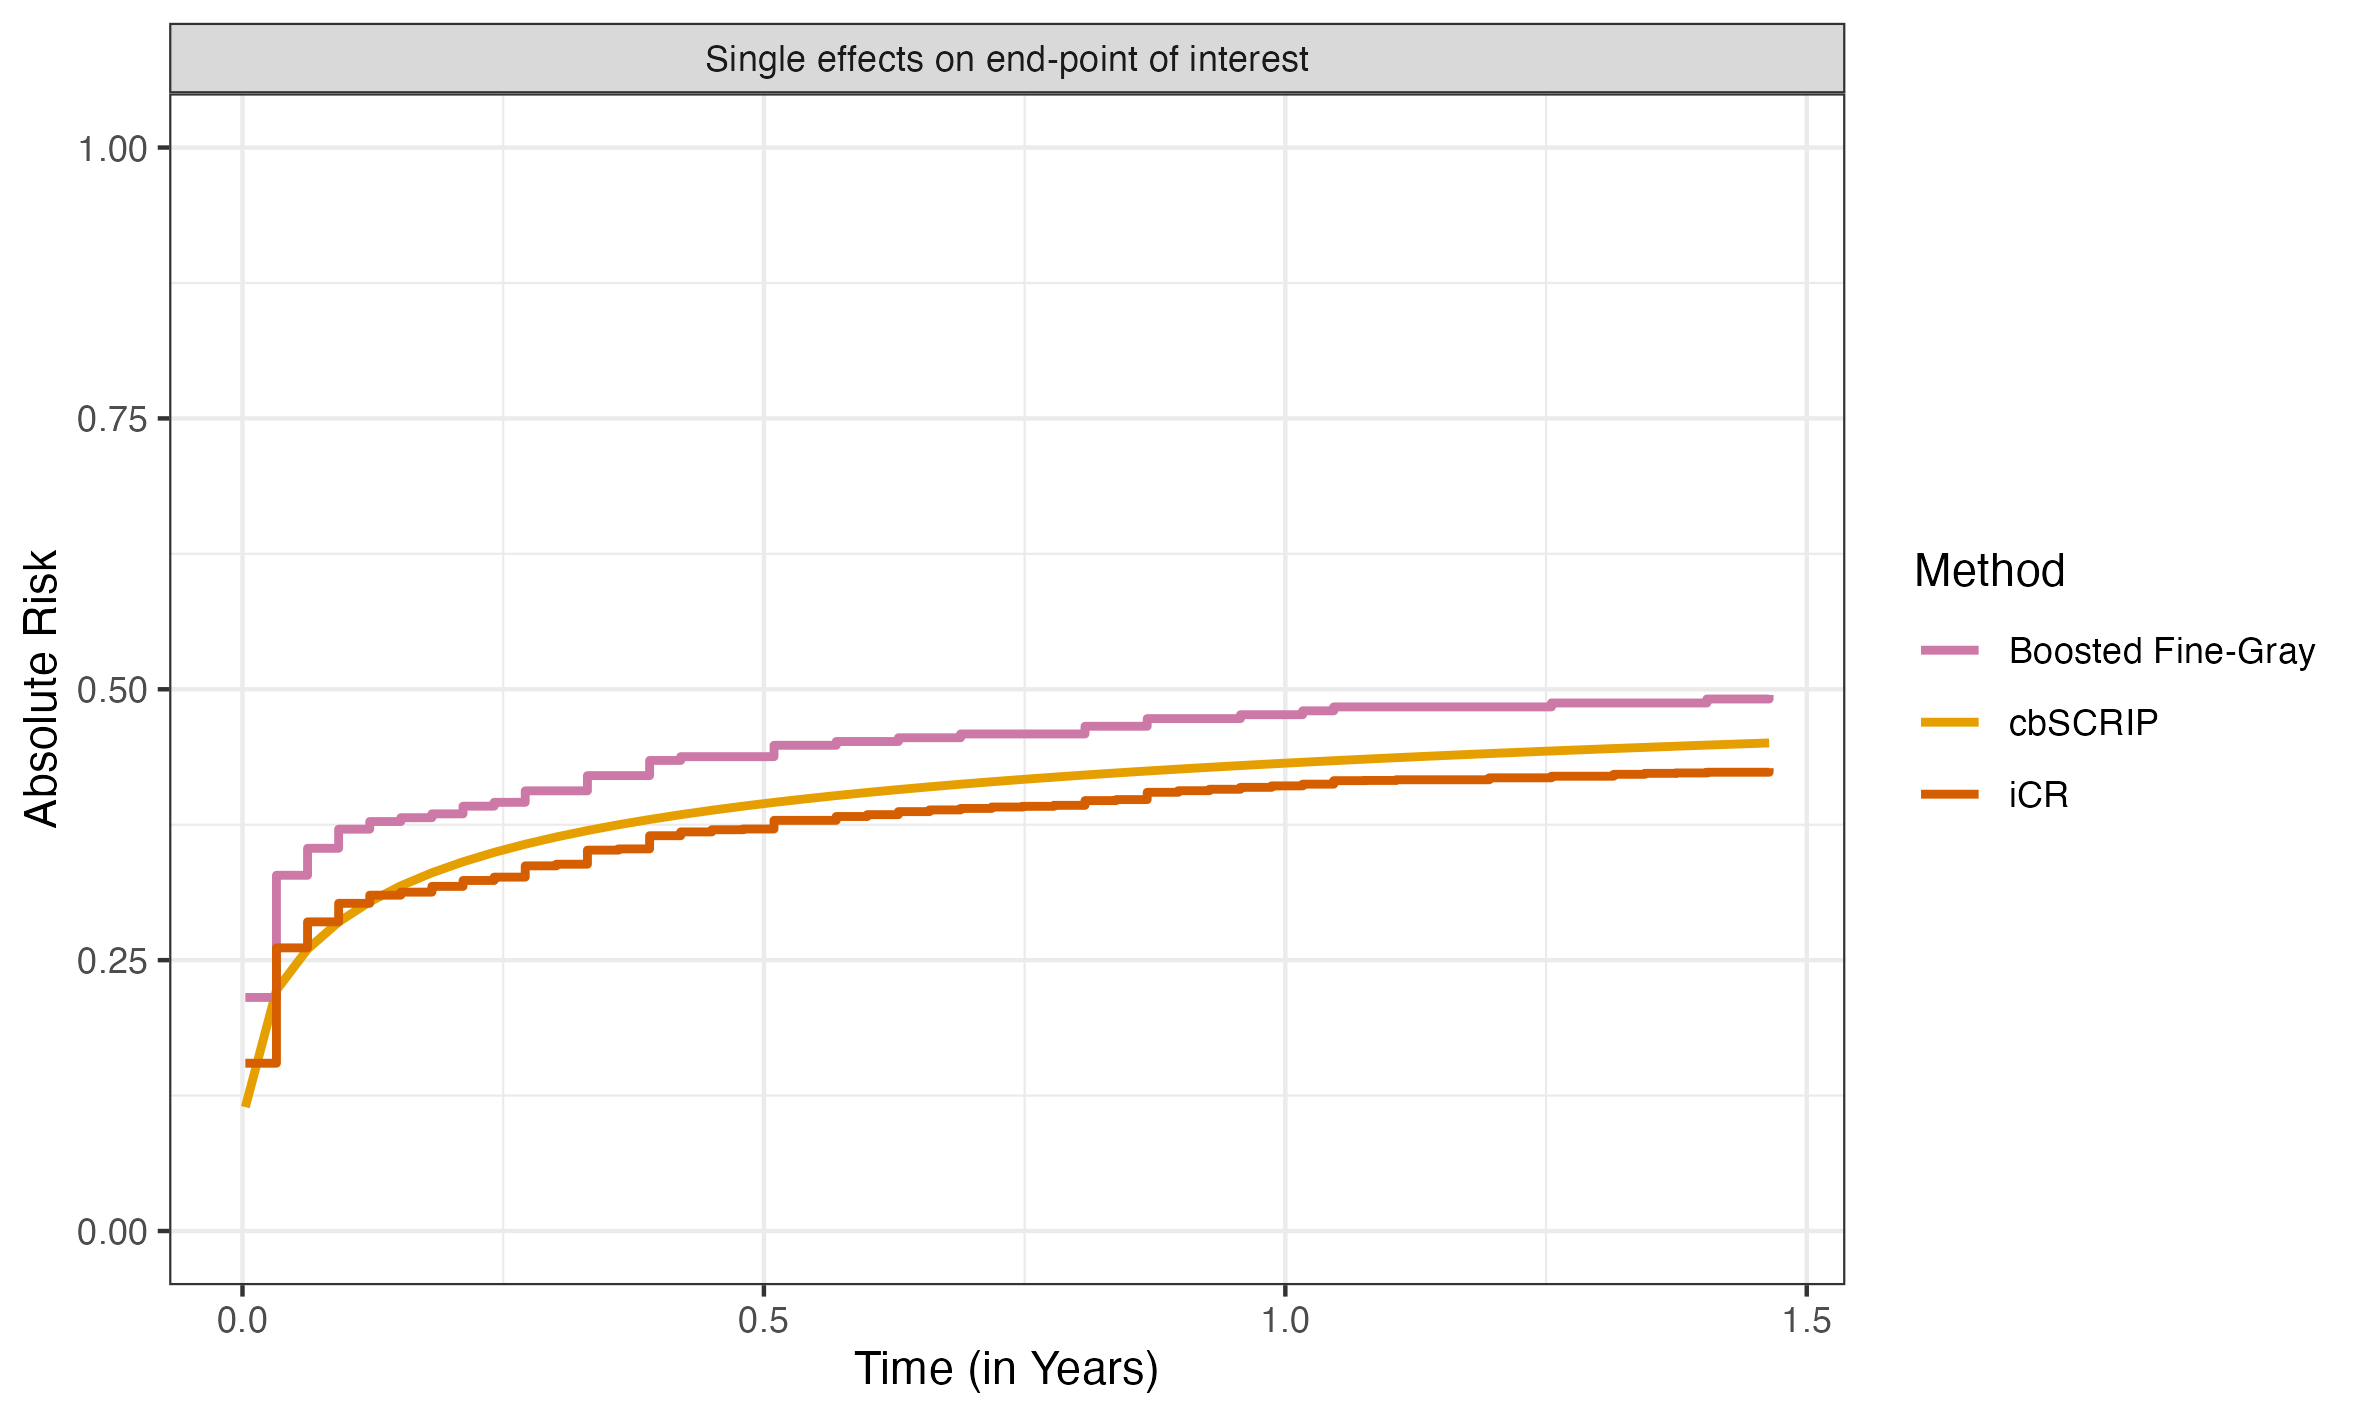 Single effects on end-point of interest
1.00
0.75
0.50
0.25
0.00
Absolute Risk
0.0
0.5
1.0
1.5
Time (in Years)
Method
Boosted Fine-Gray
cbSCRIP
iCR